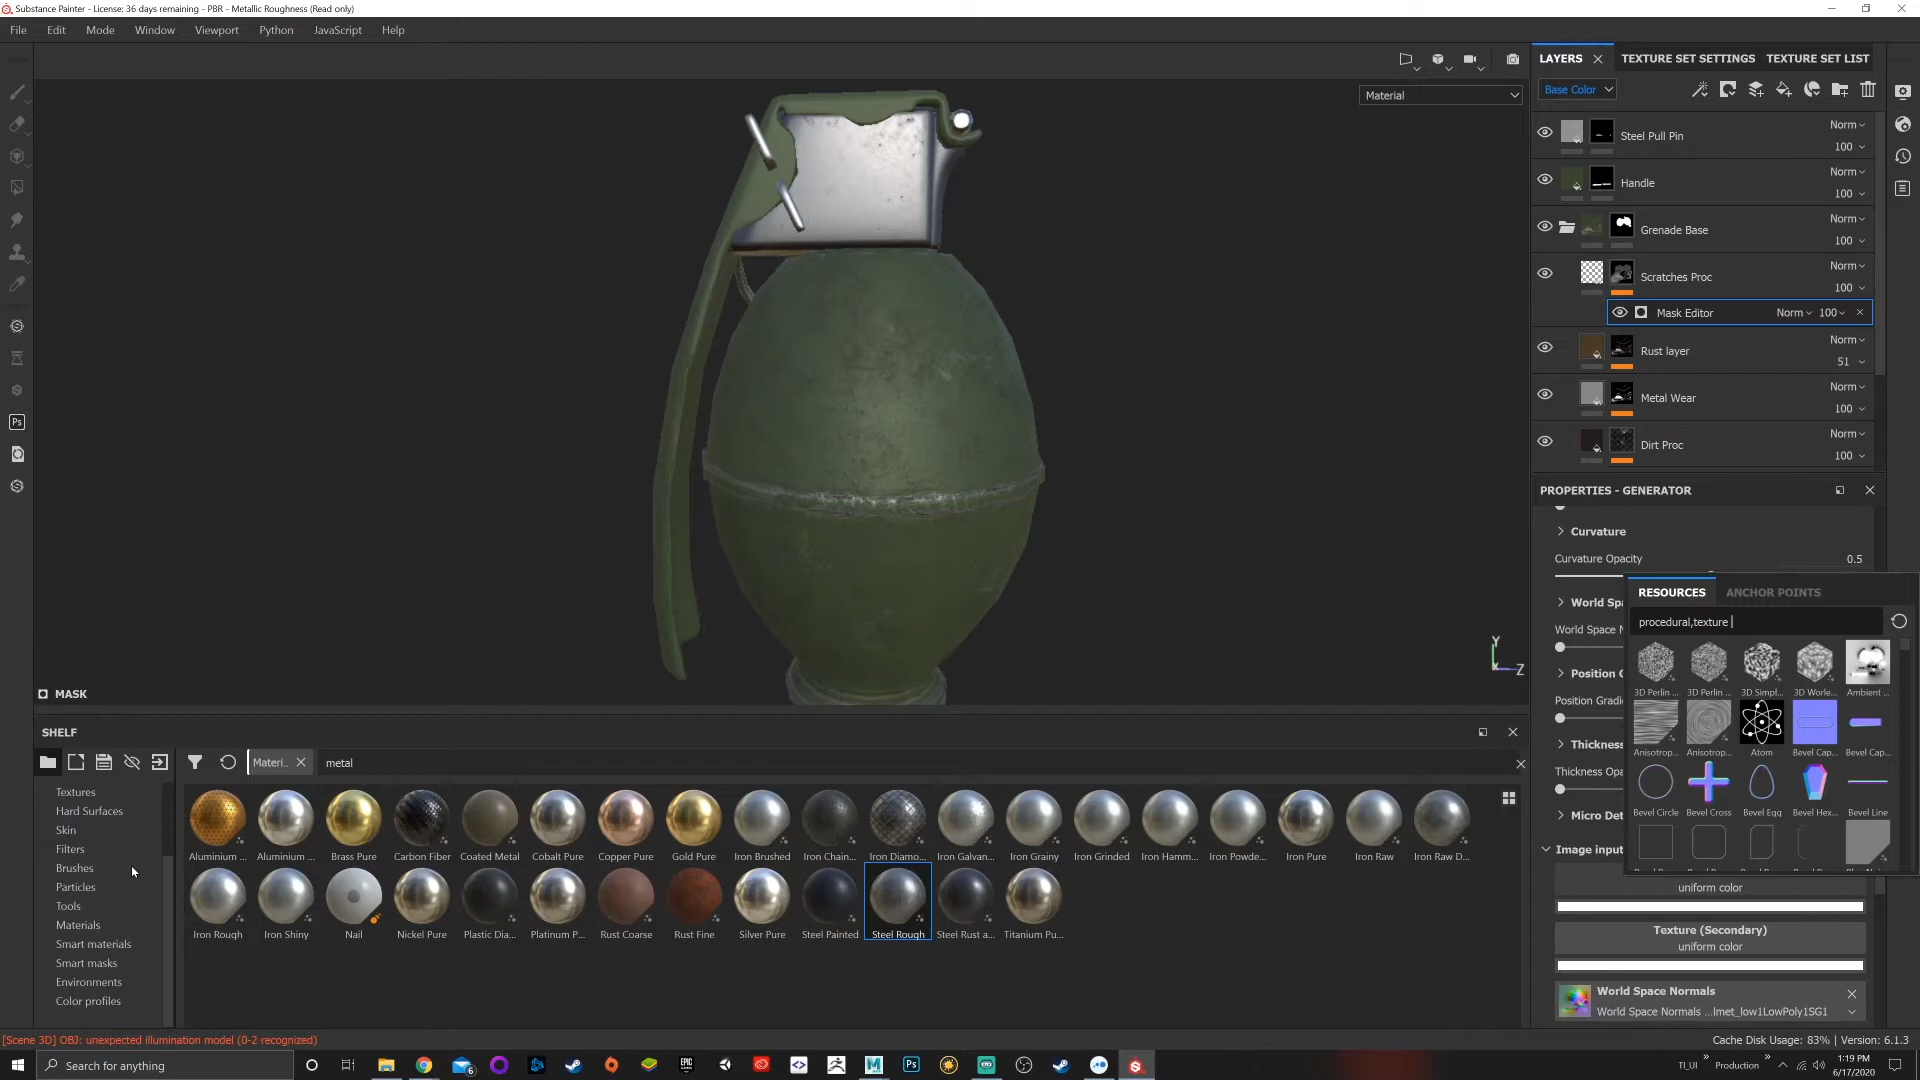 Substance Painter - License: 36 days remaining - PBR - Metallic Roughness (Read only)
File Edit Mode Window Viewport Python JavaScript Help
LAYERS TEXTURE SET SETTINGS TEXTURE SET LIST
Base Color
Material
Steel Pull Pin Norm 100
Handle Norm 100
Grenade Base Norm 100
Scratches Proc Norm 100
Mask Editor Norm 100
Rust layer Norm 51
Metal Wear Norm 100
Dirt Proc Norm 100
Ps
PROPERTIES - GENERATOR
Curvature
Curvature Opacity 0.5
RESOURCES ANCHOR POINTS
procedural,texture
World Spa
World Space N
Position G
Position Gradi
Thickness
Thickness Opa
Micro Det
Image input
3D Perlin ... 3D Perlin ... 3D Simpl... 3D Worle... Ambient ...
Anisotrop... Anisotrop... Atom Bevel Cap... Bevel Cap...
Bevel Circle Bevel Cross Bevel Egg Bevel Hex... Bevel Line
uniform color
Texture (Secondary)
uniform color
World Space Normals
World Space Normals ...lmet_low1LowPoly1SG1
Y
Z
MASK
SHELF
Materi.. metal
Textures
Hard Surfaces
Skin
Filters
Brushes
Particles
Tools
Materials
Smart materials
Smart masks
Environments
Color profiles
Aluminium ... Aluminium ... Brass Pure Carbon Fiber Coated Metal Cobalt Pure Copper Pure Gold Pure Iron Brushed Iron Chain... Iron Diamo... Iron Galvan... Iron Grainy Iron Grinded Iron Hamm... Iron Powde... Iron Pure Iron Raw Iron Raw D...
Iron Rough Iron Shiny Nail Nickel Pure Plastic Dia... Platinum P... Rust Coarse Rust Fine Silver Pure Steel Painted Steel Rough Steel Rust a... Titanium Pu...
[Scene 3D] OBJ: unexpected illumination model (0-2 recognized)
Cache Disk Usage: 83% | Version: 6.1.3
Search for anything
6
EPIC
Ps
TI_UI
Production
1:19 PM
6/17/2020